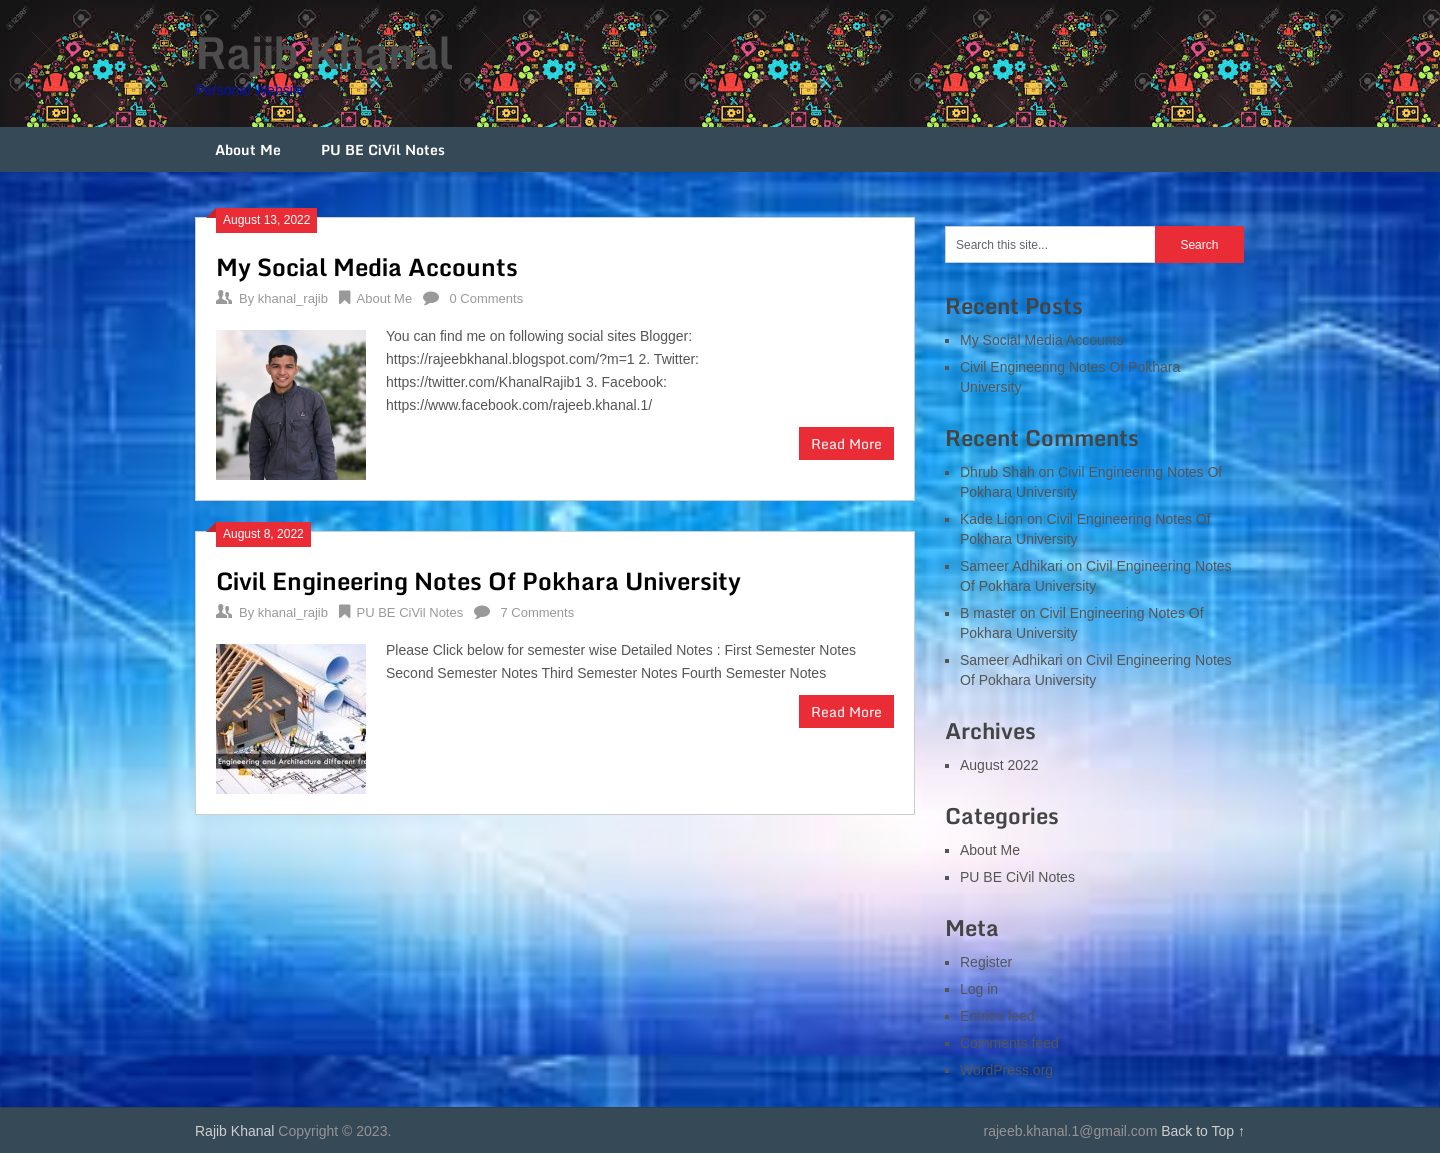 Rajib Khanal
Personal Website
About Me
PU BE CiVil Notes
August 13, 2022
My Social Media Accounts
By khanal_rajib About Me 0 Comments
You can find me on following social sites Blogger:
https://rajeebkhanal.blogspot.com/?m=1 2. Twitter:
https://twitter.com/KhanalRajib1 3. Facebook:
https://www.facebook.com/rajeeb.khanal.1/
Read More
August 8, 2022
Civil Engineering Notes Of Pokhara University
By khanal_rajib PU BE CiVil Notes 7 Comments
Engineering and Architecture different
Please Click below for semester wise Detailed Notes : First Semester Notes
Second Semester Notes Third Semester Notes Fourth Semester Notes
Read More
Search this site...
Search
Recent Posts
My Social Media Accounts
Civil Engineering Notes Of Pokhara
University
Recent Comments
Dhrub Shah on Civil Engineering Notes Of
Pokhara University
Kade Lion on Civil Engineering Notes Of
Pokhara University
Sameer Adhikari on Civil Engineering Notes
Of Pokhara University
B master on Civil Engineering Notes Of
Pokhara University
Sameer Adhikari on Civil Engineering Notes
Of Pokhara University
Archives
August 2022
Categories
About Me
PU BE CiVil Notes
Meta
Register
Log in
Entries feed
Comments feed
WordPress.org
Rajib Khanal Copyright © 2023.
rajeeb.khanal.1@gmail.com Back to Top ↑